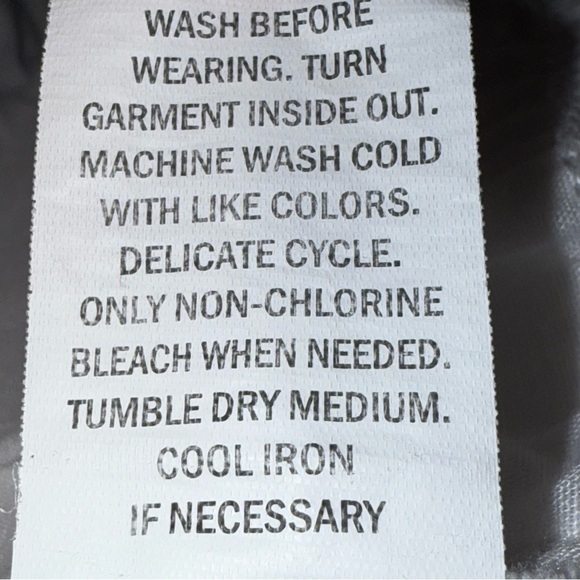 WASH BEFORE
WEARING. TURN
GARMENT INSIDE OUT.
MACHINE WASH COLD
WITH LIKE COLORS.
DELICATE CYCLE.
ONLY NON-CHLORINE
BLEACH WHEN NEEDED.
TUMBLE DRY MEDIUM.
COOL IRON
IF NECESSARY